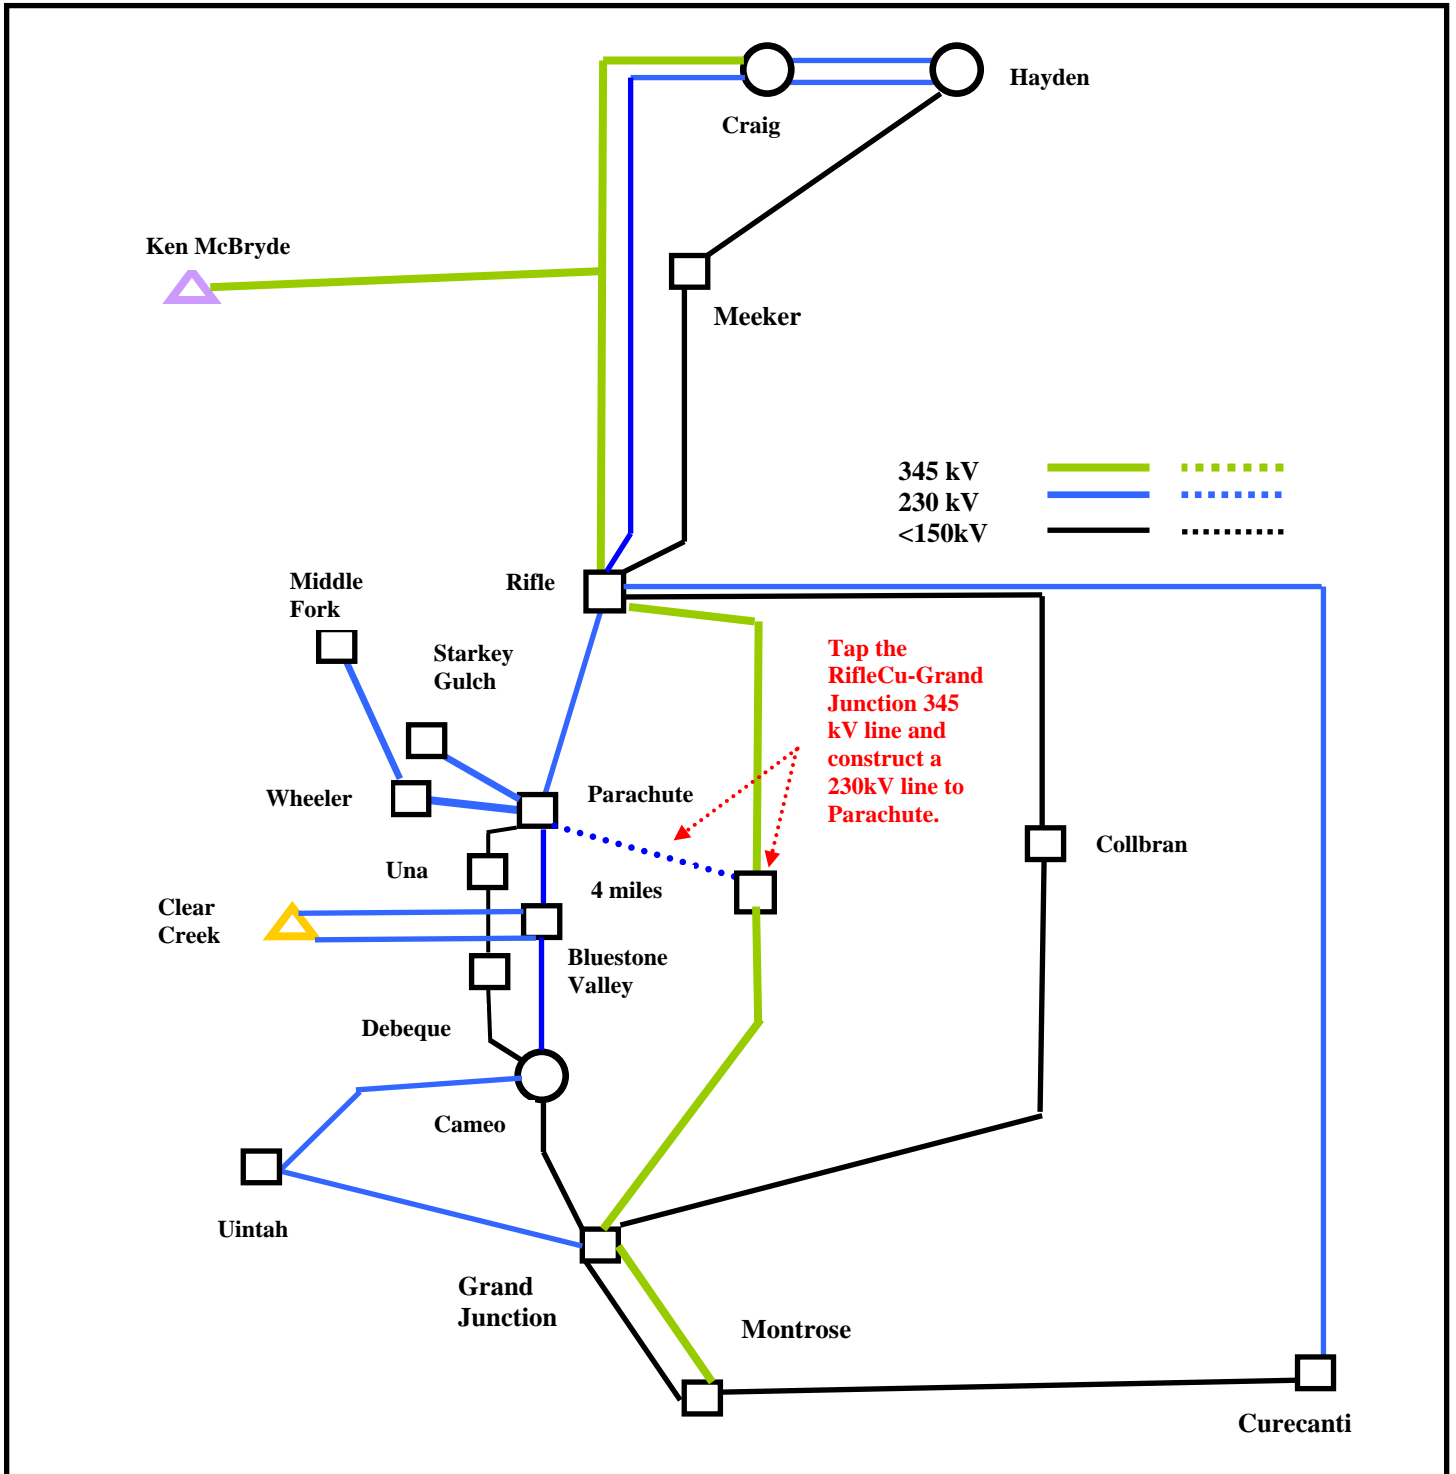 Hayden
Craig
Ken McBryde
Meeker
345 kV
230 kV
<150kV
Middle
Fork
Rifle
Starkey
Gulch
Tap the
RifleCu-Grand
Junction 345
kV line and
construct a
230kV line to
Parachute.
Wheeler
Parachute
Una
4 miles
Collbran
Clear
Creek
Bluestone
Valley
Debeque
Cameo
Uintah
Grand
Junction
Montrose
Curecanti